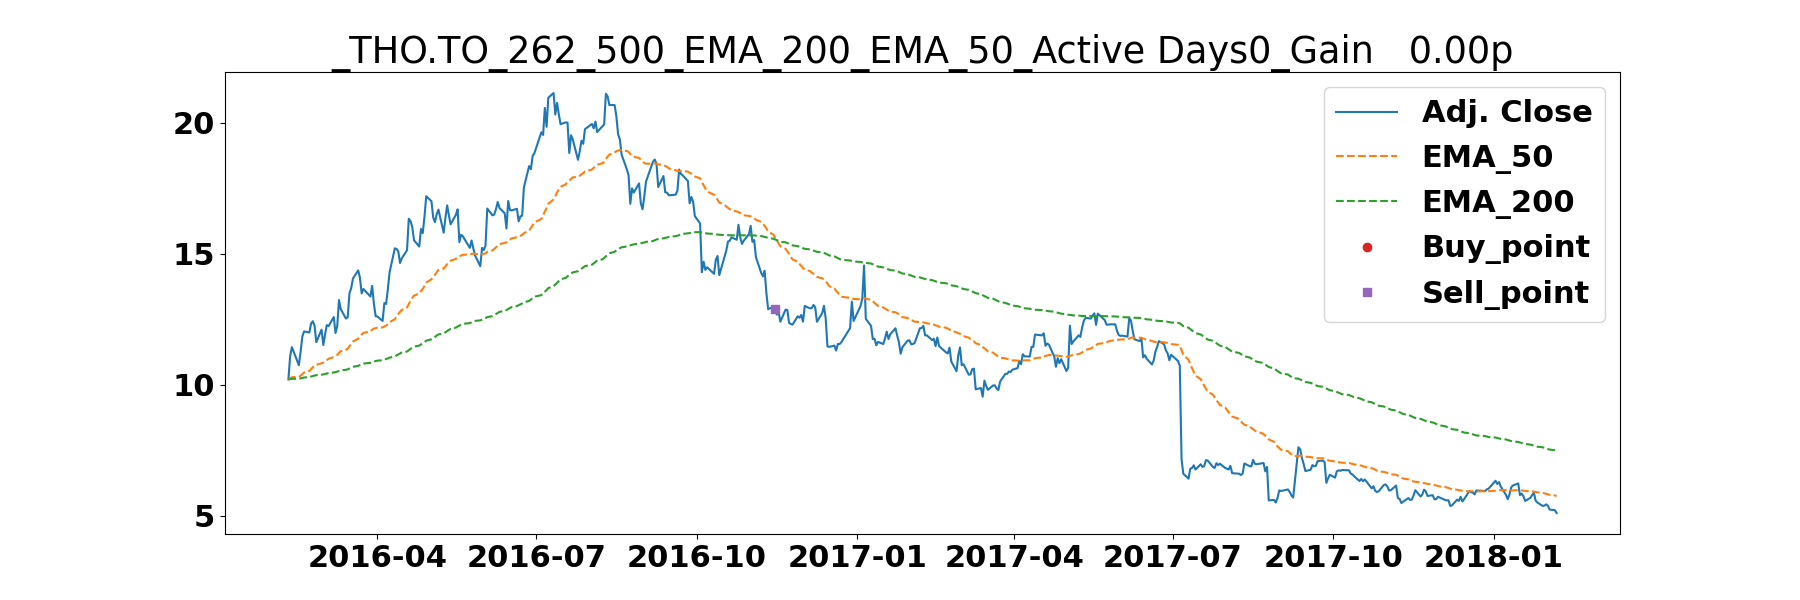 _THO.TO_262_500_EMA_200_EMA_50_Active Days0_Gain   0.00p
20
15
10
5
Adj. Close
EMA_50
EMA_200
Buy_point
Sell_point
2016-04 2016-07 2016-10 2017-01 2017-04 2017-07 2017-10 2018-01